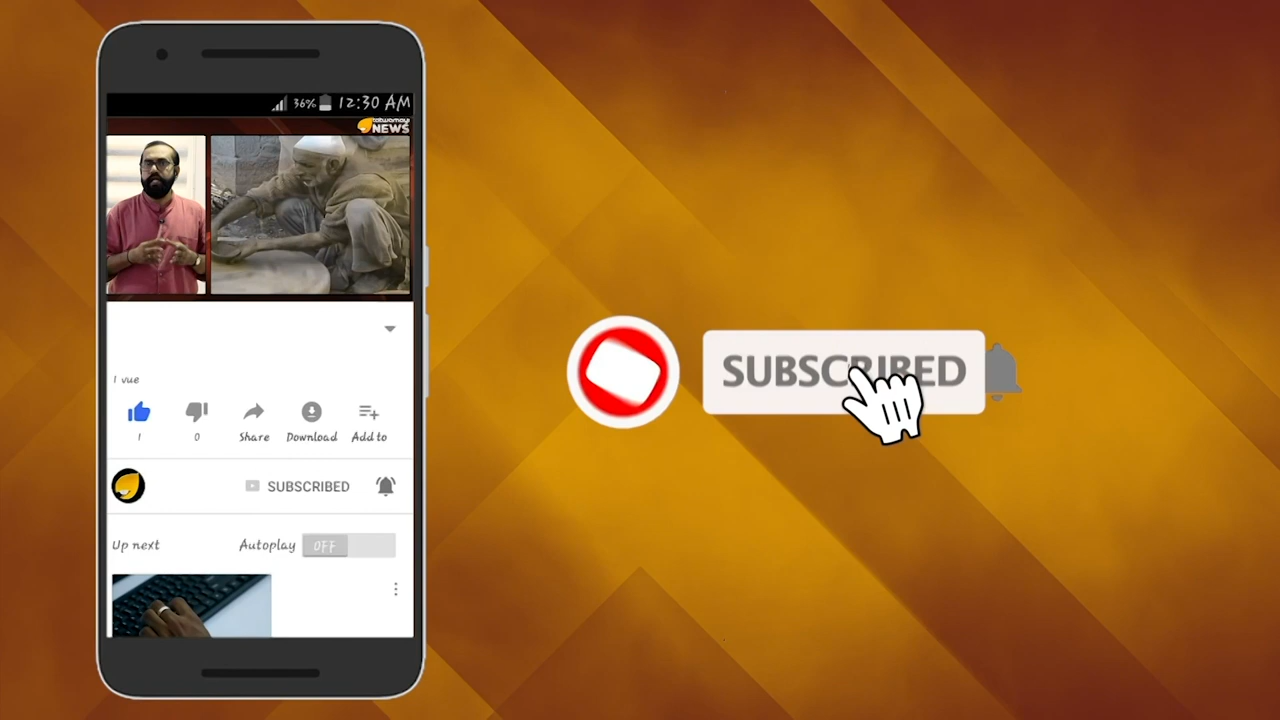 36% 12:30 AM
tatwamayi
NEWS
1 vue
1
0
Share
Download
Add to
SUBSCRIBED
Up next
Autoplay
OFF
SUBSCRIBED